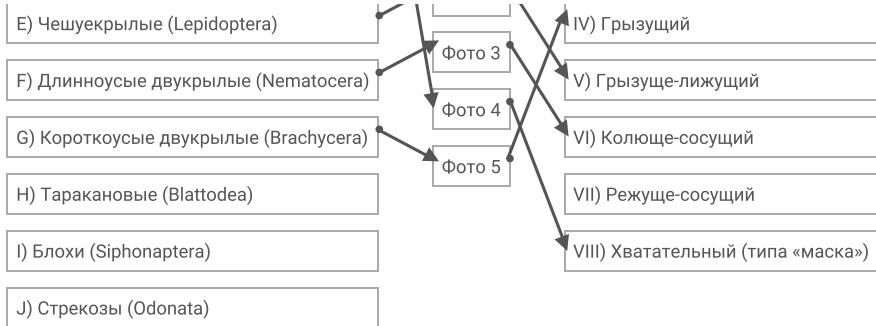 E) Чешуекрылые (Lepidoptera)
F) Длинноусые двукрылые (Nematocera)
G) Короткоусые двукрылые (Brachycera)
H) Таракановые (Blattodea)
I) Блохи (Siphonaptera)
J) Стрекозы (Odonata)
Фото 3
Фото 4
Фото 5
IV) Грызущий
V) Грызуще-лижущий
VI) Колюще-сосущий
VII) Режуще-сосущий
VIII) Хватательный (типа «маска»)